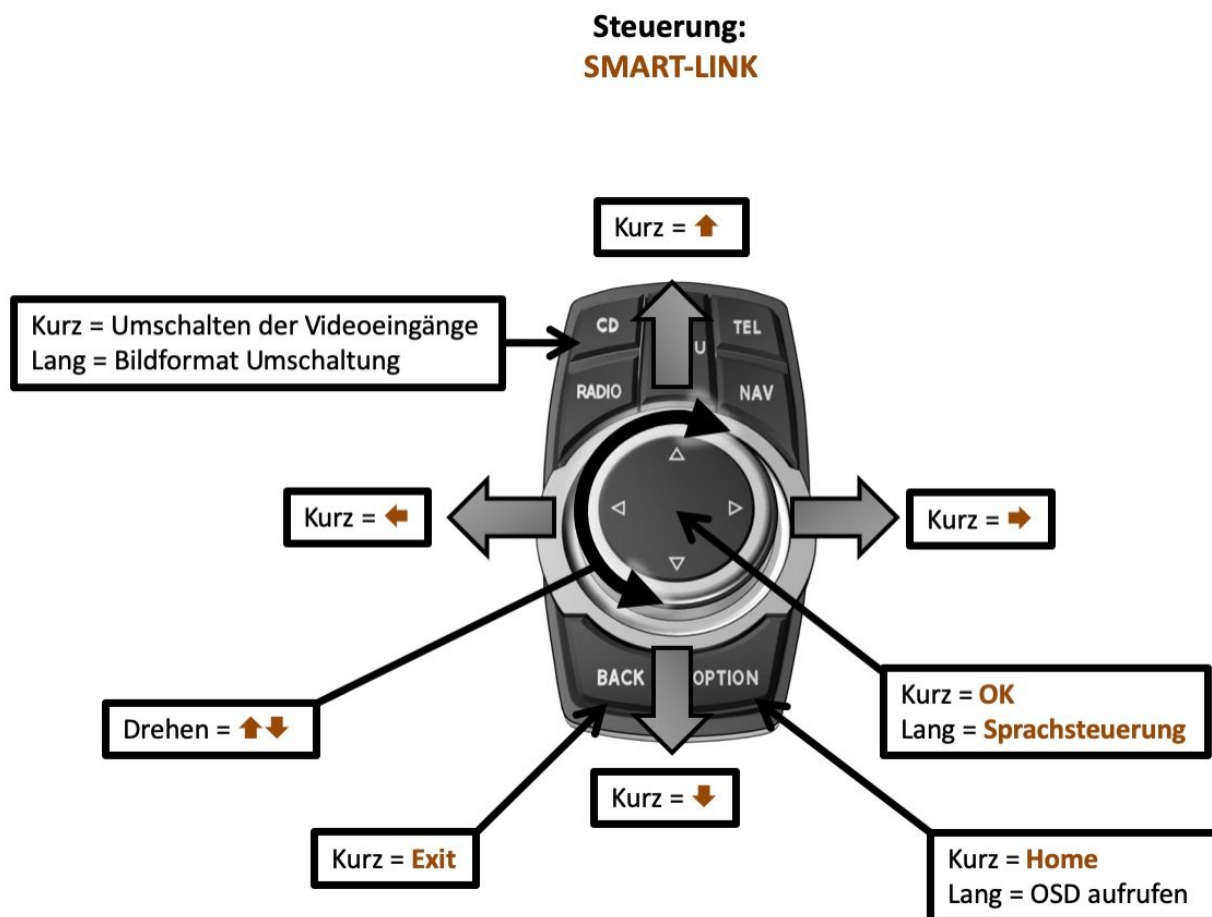 Steuerung:
SMART-LINK
Kurz = ⬆
Kurz = Umschalten der Videoeingänge
Lang = Bildformat Umschaltung
CD
U
TEL
RADIO
NAV
Kurz = ⬅
Kurz = ➡
BACK
OPTION
Drehen = ⬆⬇
Kurz = OK
Lang = Sprachsteuerung
Kurz = ⬇
Kurz = Exit
Kurz = Home
Lang = OSD aufrufen